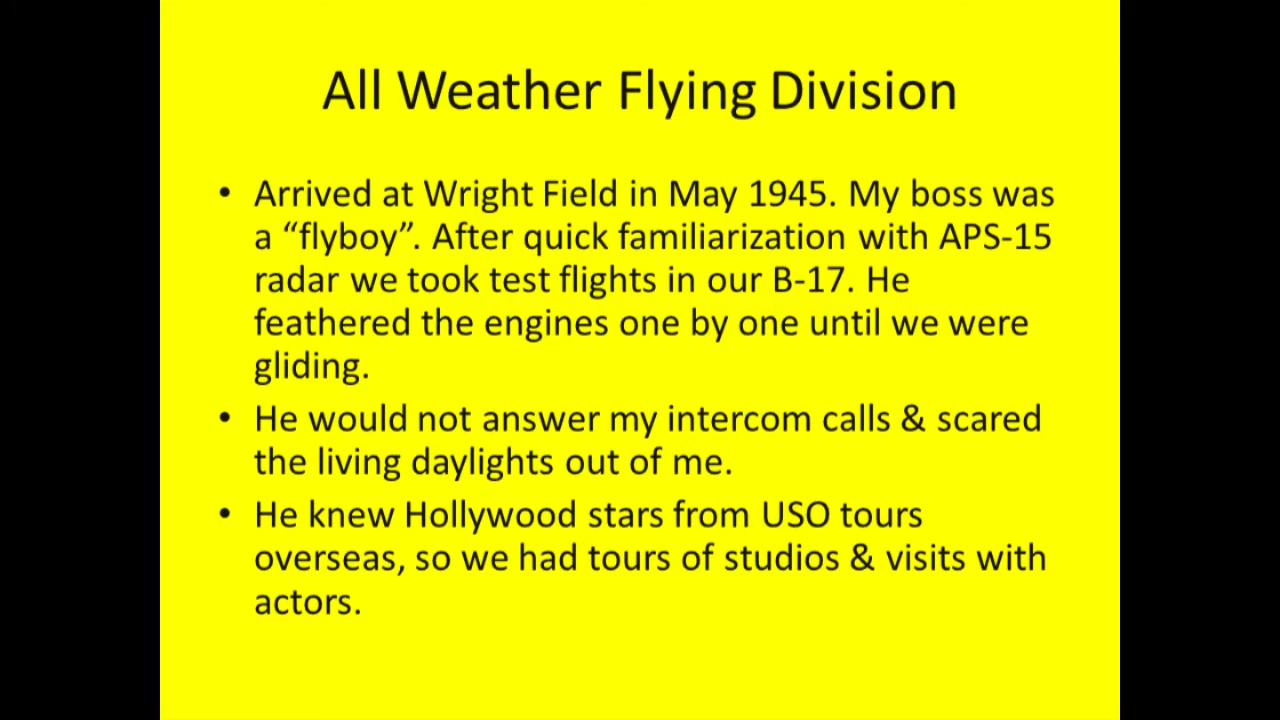 All Weather Flying Division
• Arrived at Wright Field in May 1945. My boss was
a “flyboy”. After quick familiarization with APS-15
radar we took test flights in our B-17. He
feathered the engines one by one until we were
gliding.
• He would not answer my intercom calls & scared
the living daylights out of me.
• He knew Hollywood stars from USO tours
overseas, so we had tours of studios & visits with
actors.